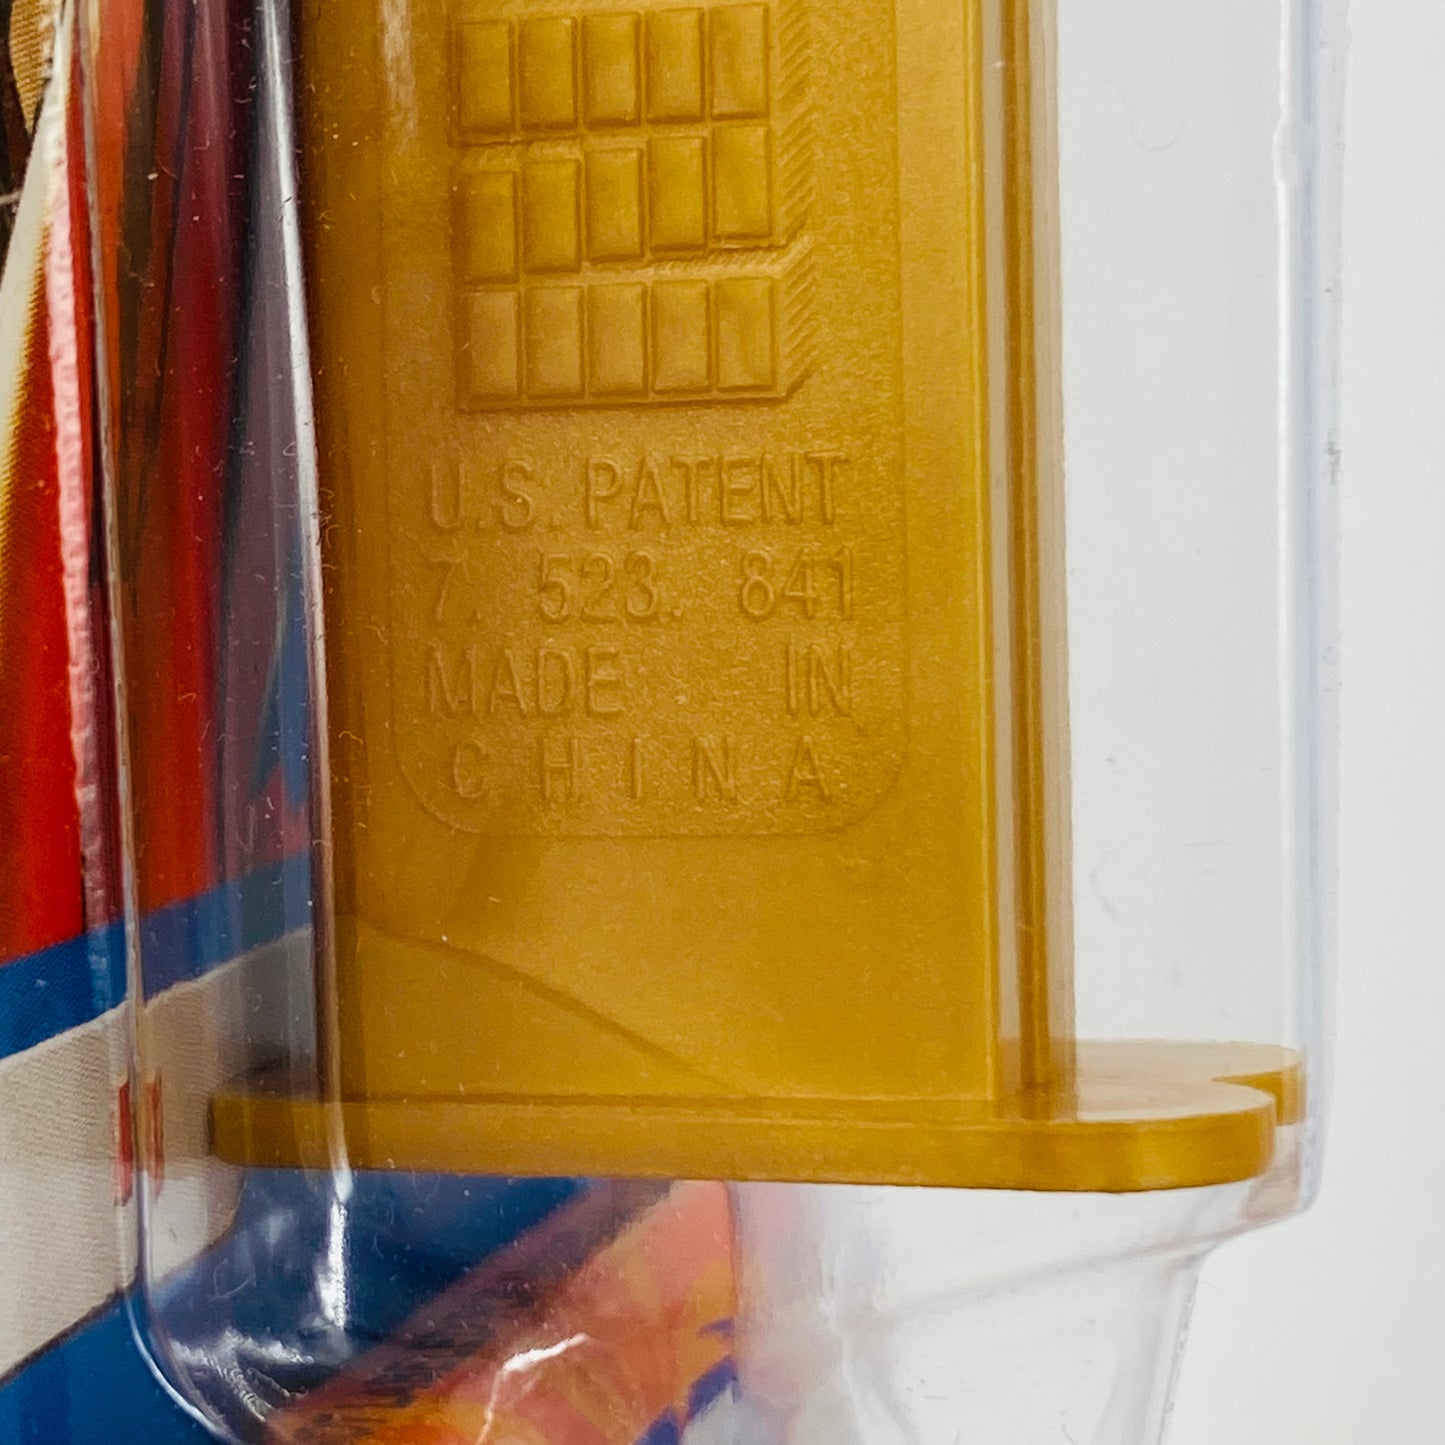 U.S. PATENT
7. 523. 841
MADE IN
CHINA